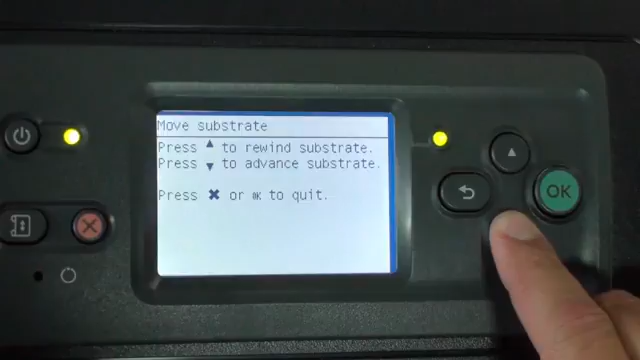 Move substrate
Press ▲ to rewind substrate.
Press ▼ to advance substrate.
Press ✖ or OK to quit.
OK